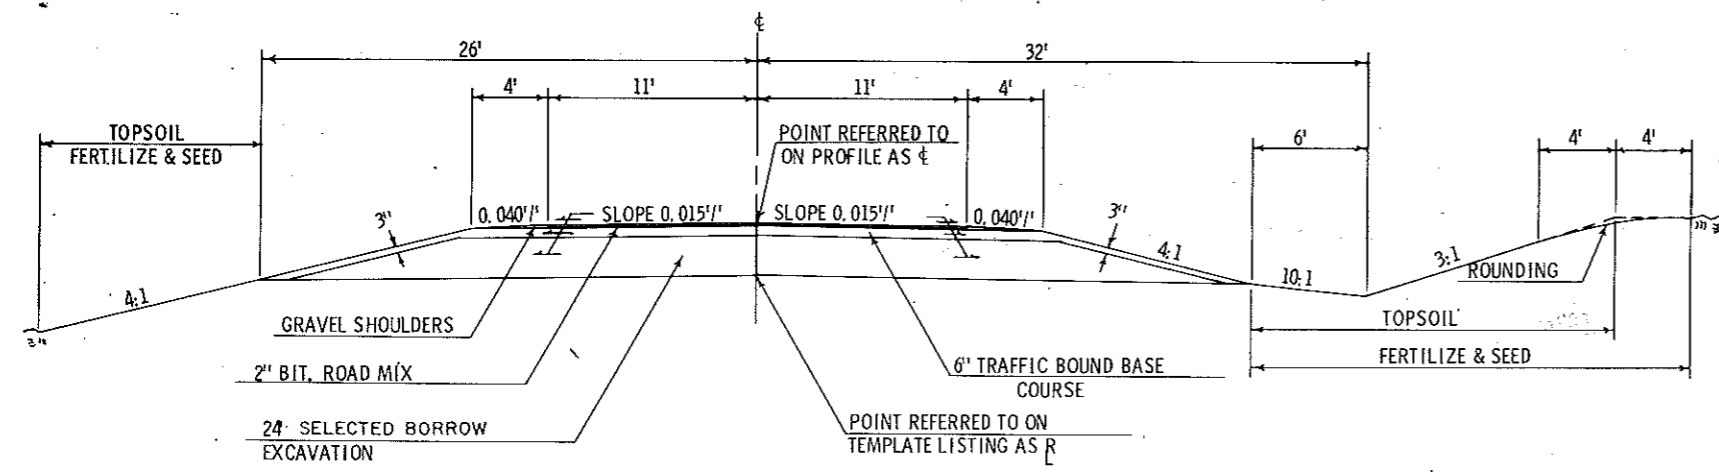 ℄
26'
32'
4'
11'
11'
4'
TOPSOIL
FERTILIZE & SEED
POINT REFERRED TO
ON PROFILE AS ℄
6'
4'
4'
3"
0.040'/'
SLOPE 0.015'/'
SLOPE 0.015'/'
0.040'/'
3"
4:1
3:1
ROUNDING
4:1
10:1
GRAVEL SHOULDERS
TOPSOIL
FERTILIZE & SEED
2" BIT. ROAD MIX
6" TRAFFIC BOUND BASE
COURSE
24" SELECTED BORROW
EXCAVATION
POINT REFERRED TO ON
TEMPLATE LISTING AS